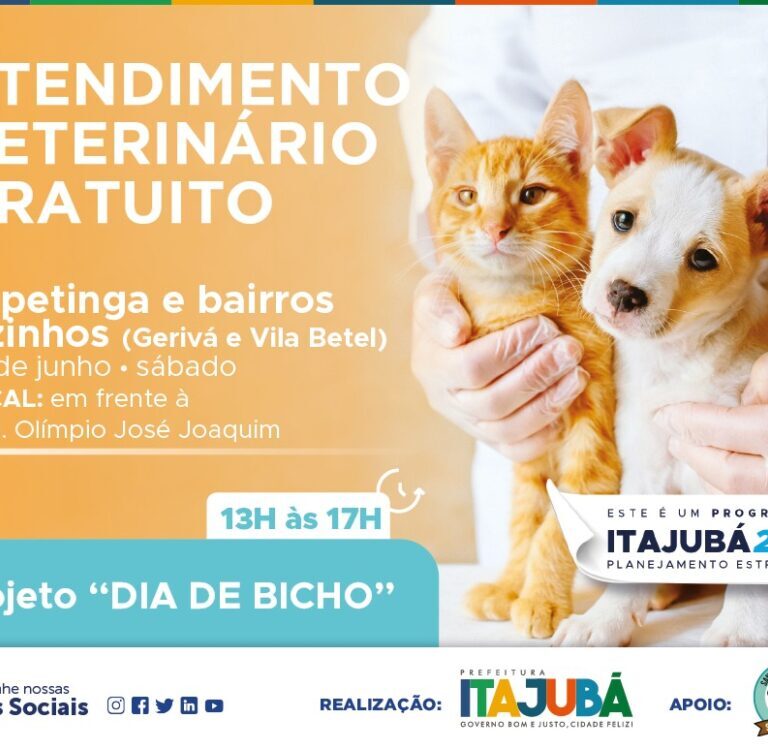 TENDIMENTO
ETERINÁRIO
RATUITO
petinga e bairros
zinhos (Gerivá e Vila Betel)
de junho • sábado
CAL: em frente à
. Olímpio José Joaquim
13H às 17H
ojeto “DIA DE BICHO”
ESTE É UM PROGR
ITAJUBÁ2
PLANEJAMENTO ESTR
he nossas
s Sociais
REALIZAÇÃO:
PREFEITURA
ITAJUBÁ
GOVERNO BOM E JUSTO, CIDADE FELIZ!
APOIO: